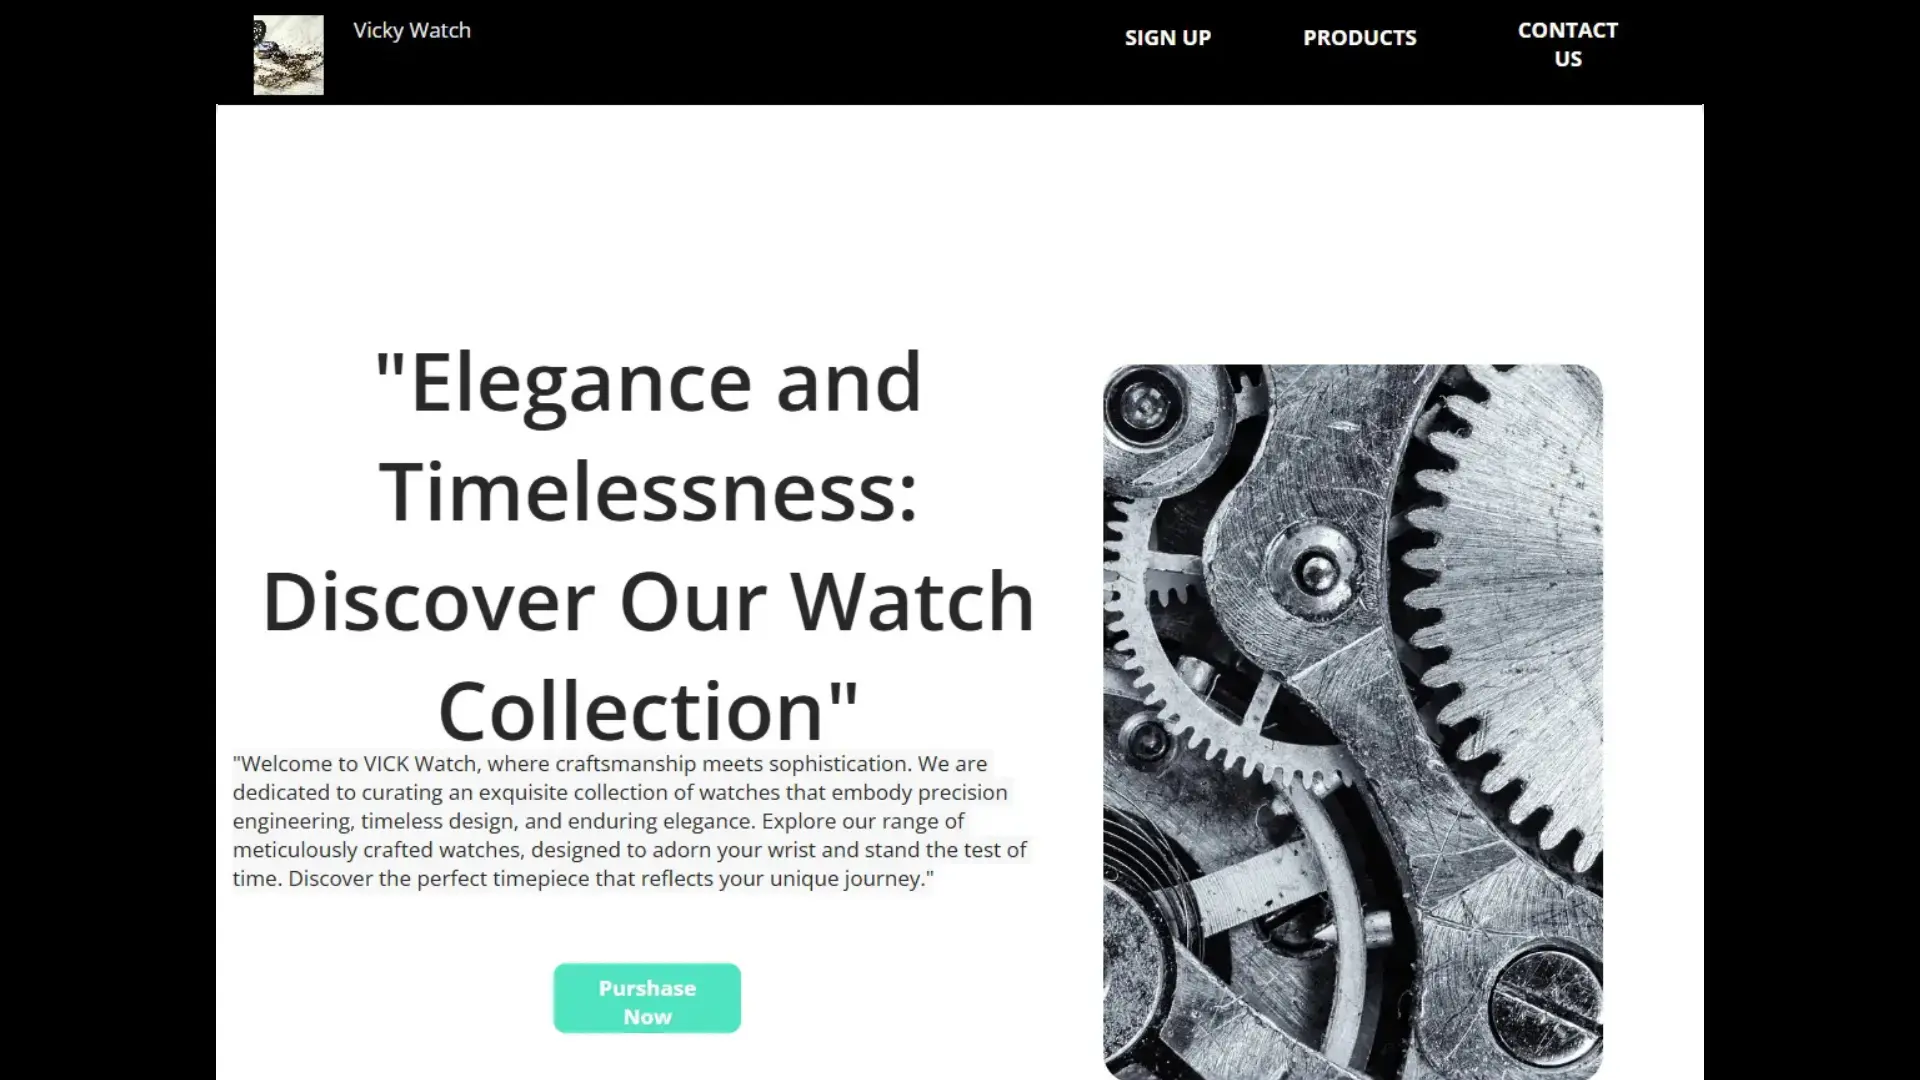 Vicky Watch
SIGN UP
PRODUCTS
CONTACT
US
"Elegance and
Timelessness:
Discover Our Watch
Collection"
"Welcome to VICK Watch, where craftsmanship meets sophistication. We are
dedicated to curating an exquisite collection of watches that embody precision
engineering, timeless design, and enduring elegance. Explore our range of
meticulously crafted watches, designed to adorn your wrist and stand the test of
time. Discover the perfect timepiece that reflects your unique journey."
Purshase
Now